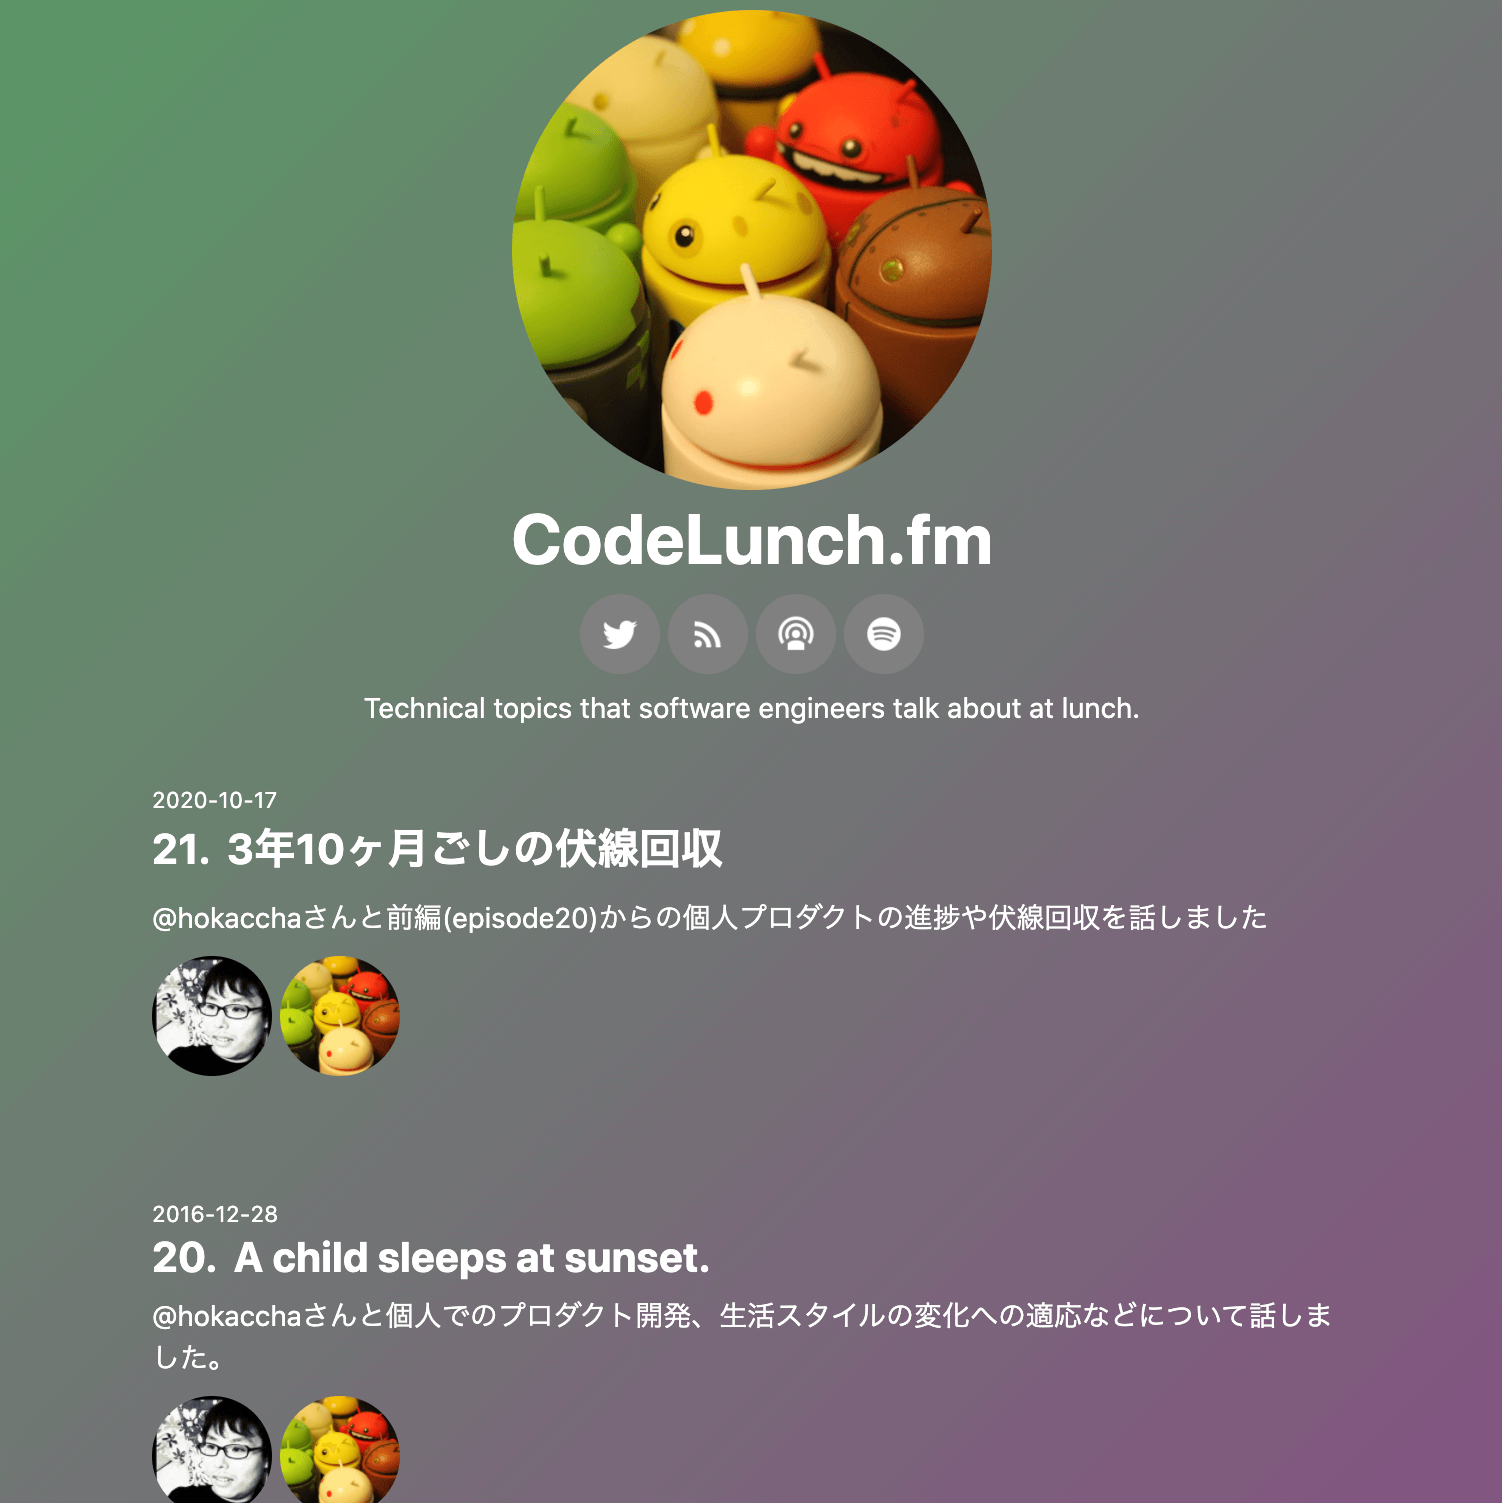 CodeLunch.fm
Technical topics that software engineers talk about at lunch.
2020-10-17
21. 3年10ヶ月ごしの伏線回収
@hokacchaさんと前編(episode20)からの個人プロダクトの進捗や伏線回収を話しました
2016-12-28
20. A child sleeps at sunset.
@hokacchaさんと個人でのプロダクト開発、生活スタイルの変化への適応などについて話しま
した。